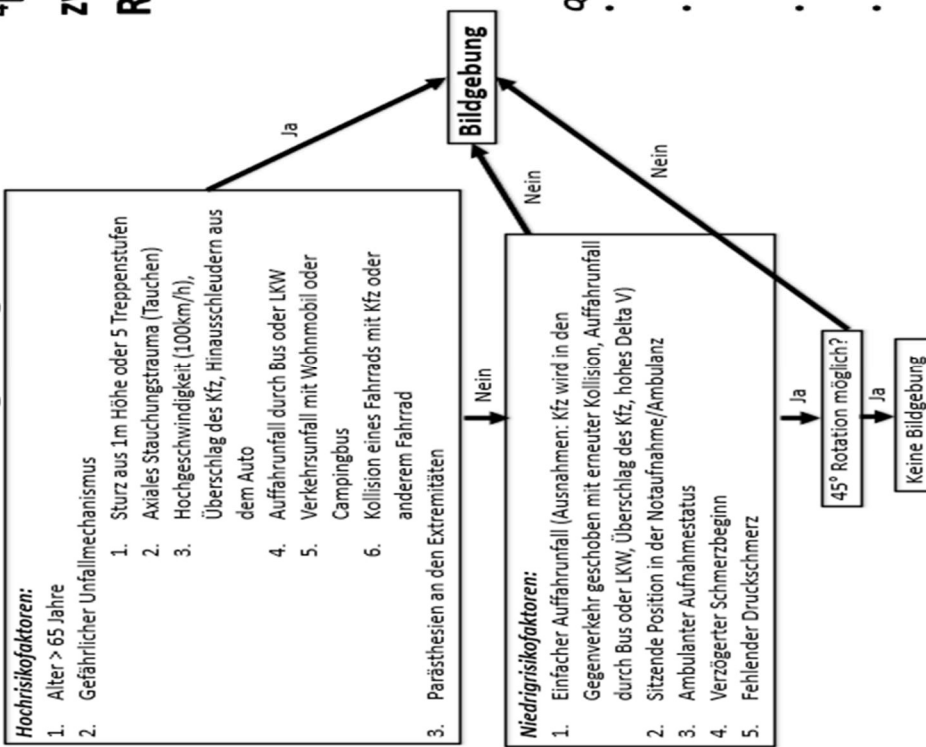 Hochrisikofaktoren:
1. Alter > 65 Jahre
2. Gefährlicher Unfallmechanismus
1. Sturz aus 1m Höhe oder 5 Treppenstufen
2. Axiales Stauchungstrauma (Tauchen)
3. Hochgeschwindigkeit (100km/h),
Überschlag des Kfz, Hinausschleudern aus
dem Auto
4. Auffahrunfall durch Bus oder LKW
5. Verkehrsunfall mit Wohnmobil oder
Campingbus
6. Kollision eines Fahrrads mit Kfz oder
anderem Fahrrad
3. Parästhesien an den Extremitäten
Ja
Bildgebung
Nein
Niedrigrisikofaktoren:
1. Einfacher Auffahrunfall (Ausnahmen: Kfz wird in den
Gegenverkehr geschoben mit erneuter Kollision, Auffahrunfall
durch Bus oder LKW, Überschlag des Kfz, hohes Delta V)
2. Sitzende Position in der Notaufnahme/Ambulanz
3. Ambulanter Aufnahmestatus
4. Verzögerter Schmerzbeginn
5. Fehlender Druckschmerz
Nein
Ja
45° Rotation möglich?
Nein
Ja
Keine Bildgebung